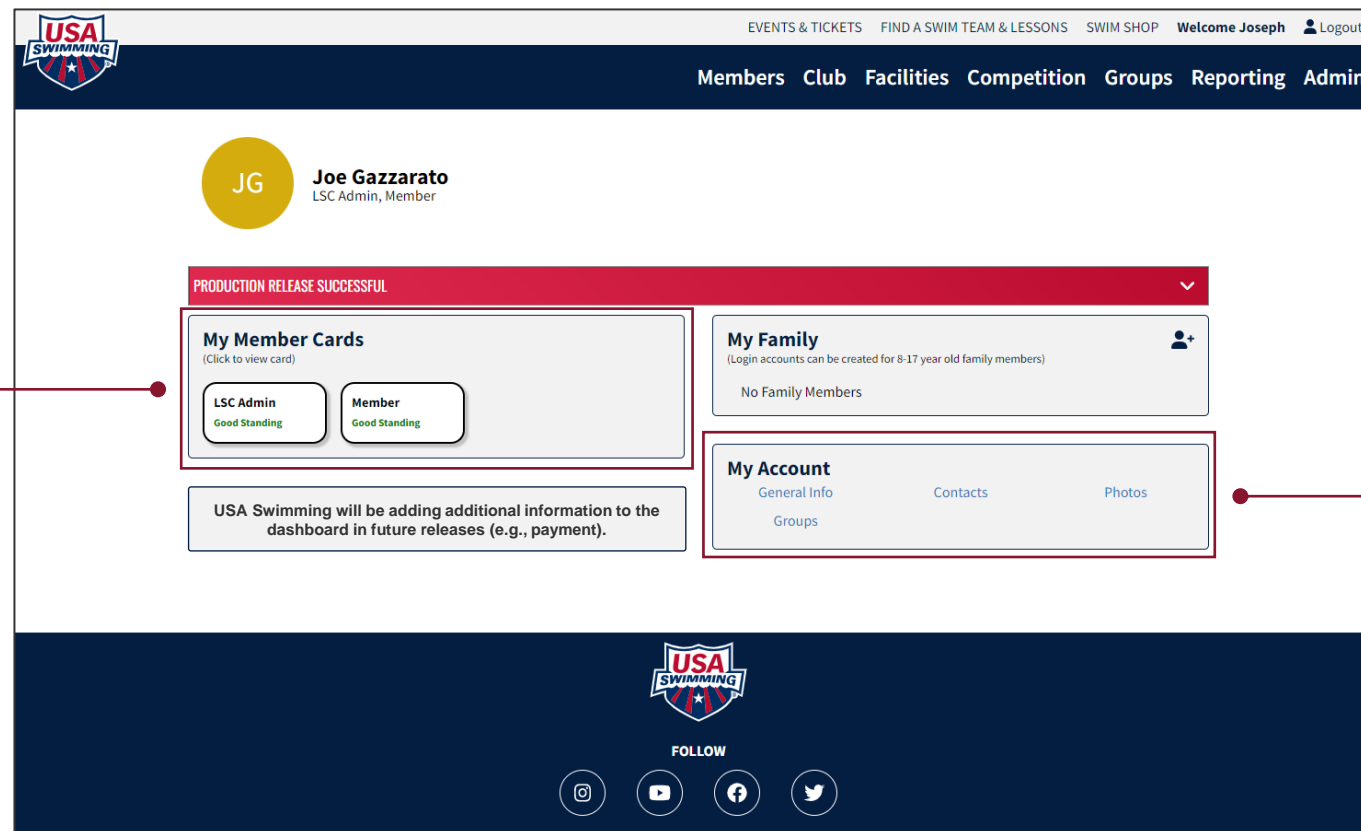 USA
SWIMMING
EVENTS & TICKETS FIND A SWIM TEAM & LESSONS SWIM SHOP Welcome Joseph Logout
Members Club Facilities Competition Groups Reporting Admin
JG
Joe Gazzarato
LSC Admin, Member
PRODUCTION RELEASE SUCCESSFUL
My Member Cards
(Click to view card)
LSC Admin
Good Standing
Member
Good Standing
My Family
(Login accounts can be created for 8-17 year old family members)
No Family Members
My Account
General Info Contacts Photos
Groups
USA Swimming will be adding additional information to the
dashboard in future releases (e.g., payment).
USA
SWIMMING
FOLLOW